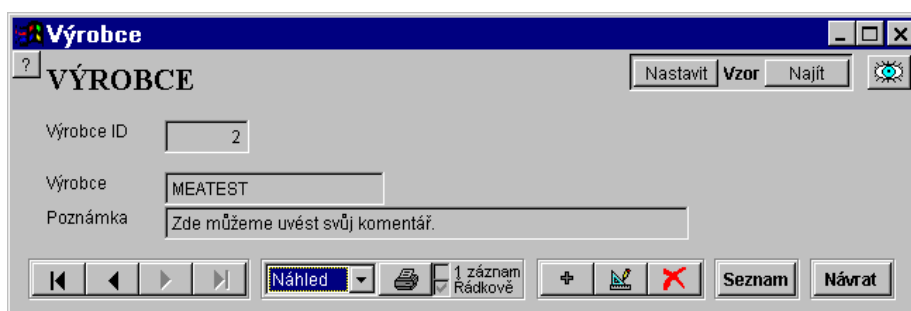 Výrobce
?
VÝROBCE
Nastavit Vzor Najít
Výrobce ID 2
Výrobce MEATEST
Poznámka Zde můžeme uvést svůj komentář.
Náhled 1 záznam Seznam Návrat
Řádkově